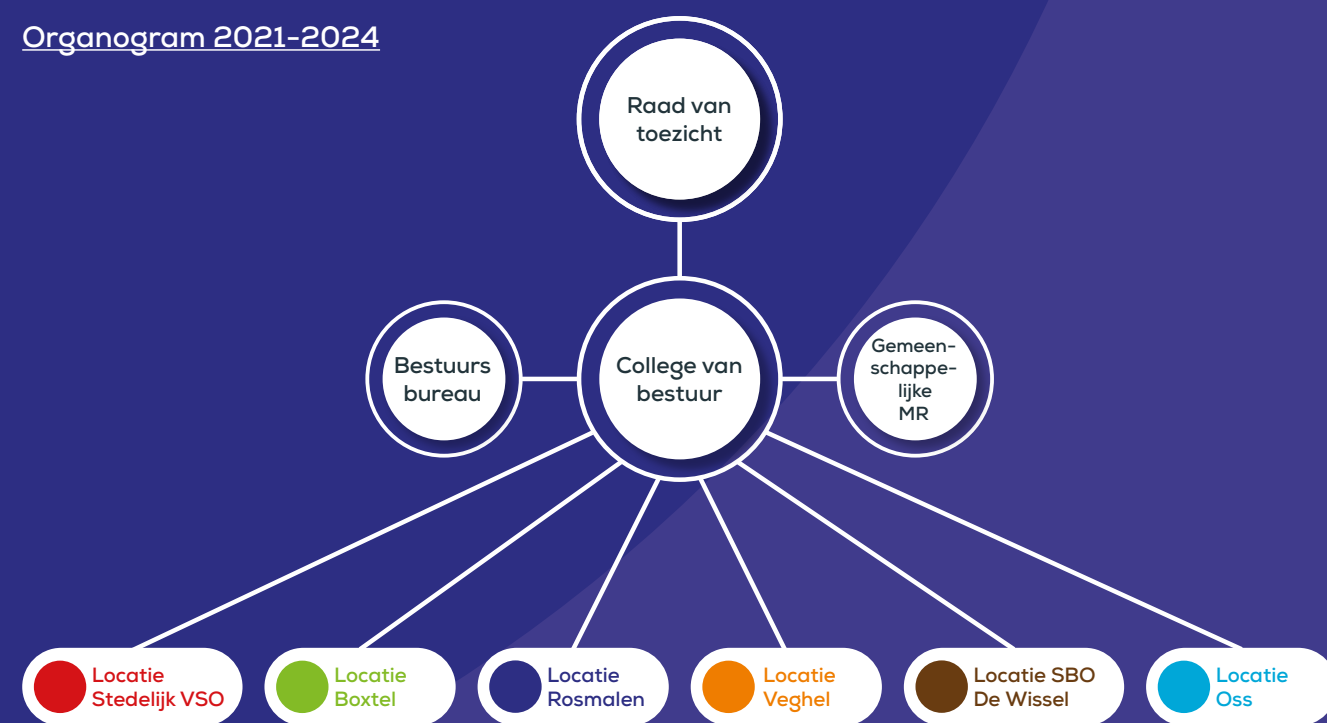 Organogram 2021-2024
Raad van
toezicht
Bestuurs
bureau
College van
bestuur
Gemeen-
schappe-
lijke
MR
Locatie
Stedelijk VSO
Locatie
Boxtel
Locatie
Rosmalen
Locatie
Veghel
Locatie SBO
De Wissel
Locatie
Oss